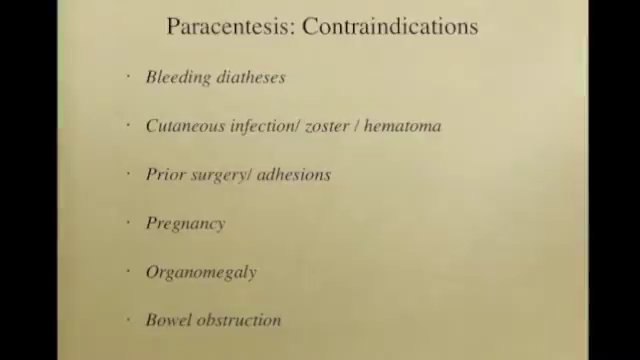 Paracentesis: Contraindications
· Bleeding diatheses
· Cutaneous infection/ zoster / hematoma
· Prior surgery/ adhesions
· Pregnancy
· Organomegaly
· Bowel obstruction